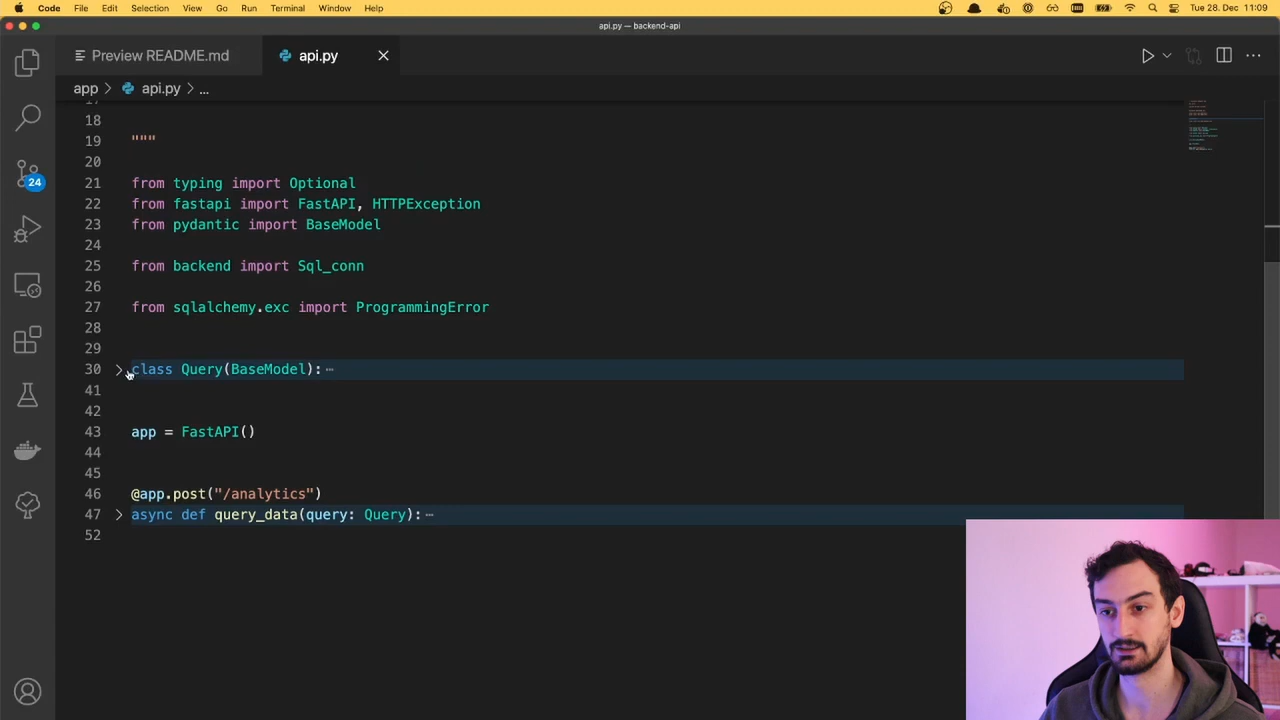 Code File Edit Selection View Go Run Terminal Window Help Tue 28. Dec 11:09
api.py — backend-api
Preview README.md api.py
app > api.py > ...
17
18
19 """
20
21 from typing import Optional
22 from fastapi import FastAPI, HTTPException
23 from pydantic import BaseModel
24
25 from backend import Sql_conn
26
27 from sqlalchemy.exc import ProgrammingError
28
29
30 class Query(BaseModel): ⋯
41
42
43 app = FastAPI()
44
45
46 @app.post("/analytics")
47 async def query_data(query: Query): ⋯
52
24